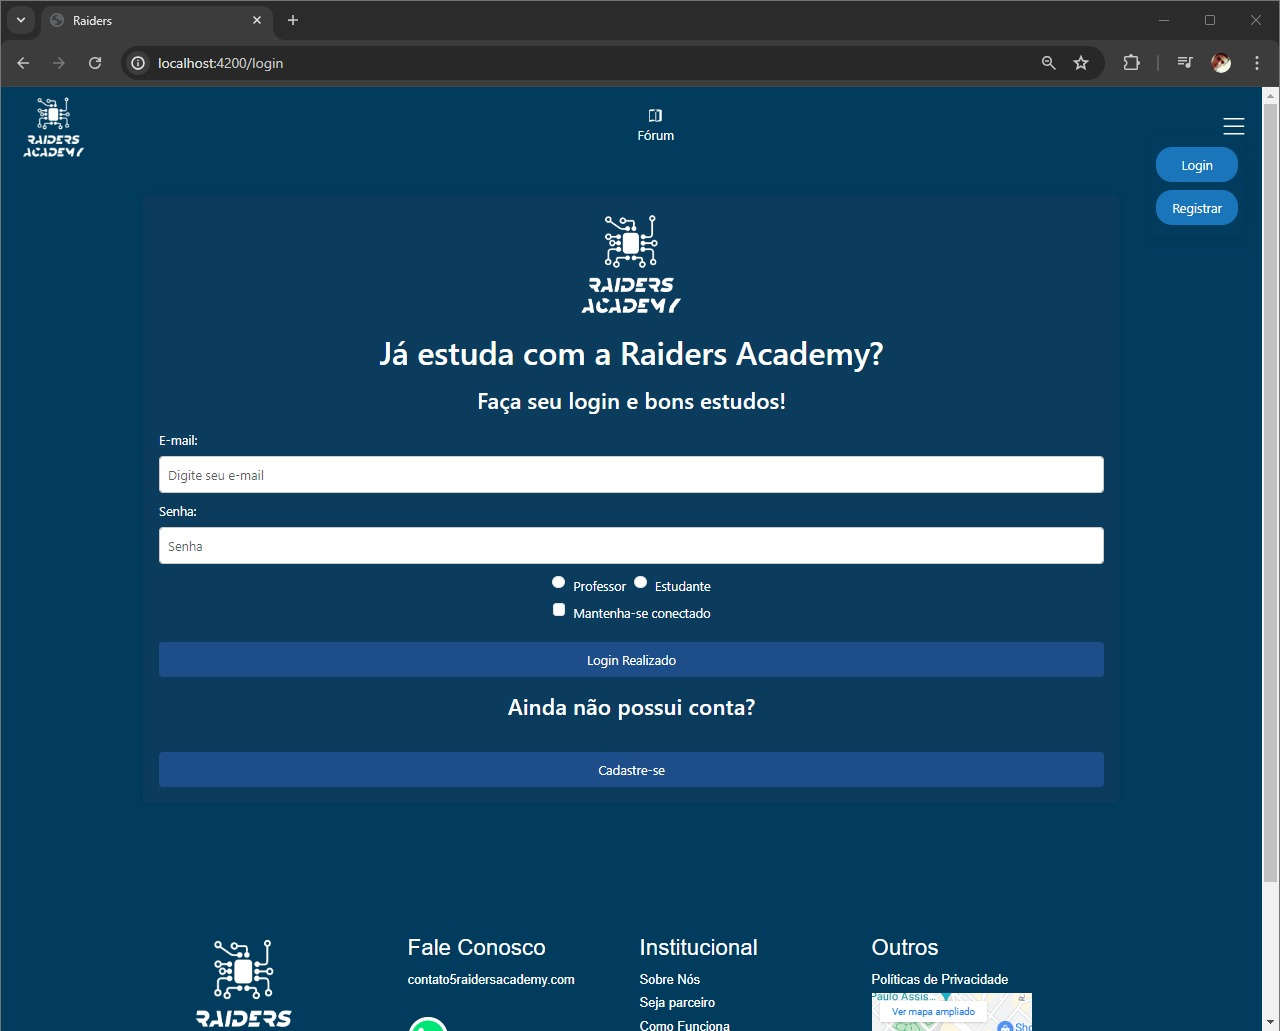 Raiders
localhost:4200/login
RAIDERS
ACADEMY
Fórum
Login
Registrar
RAIDERS
ACADEMY
Já estuda com a Raiders Academy?
Faça seu login e bons estudos!
E-mail:
Digite seu e-mail
Senha:
Senha
Professor Estudante
Mantenha-se conectado
Login Realizado
Ainda não possui conta?
Cadastre-se
RAIDERS
Fale Conosco
contato5raidersacademy.com
Institucional
Sobre Nós
Seja parceiro
Como Funciona
Outros
Políticas de Privacidade
Paulo Assis...
Ver mapa ampliado
Sho